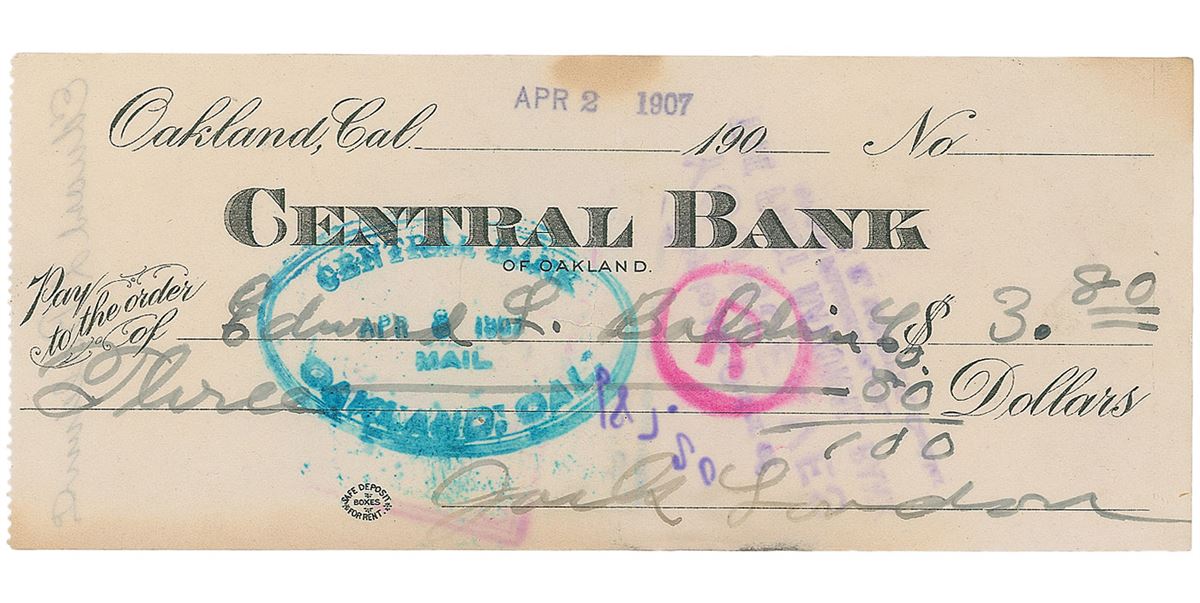 APR 2 1907
Oakland, Cal. 190 No
CENTRAL BANK
OF OAKLAND.
Pay to the order of Edward L. Baldwin $ 3. 80
Three 80 Dollars
100
Jack London
CENTRAL BANK
APR 8 1907
MAIL
OAKLAND, CAL.
R
SAFE DEPOSIT
BOXES
FOR RENT.